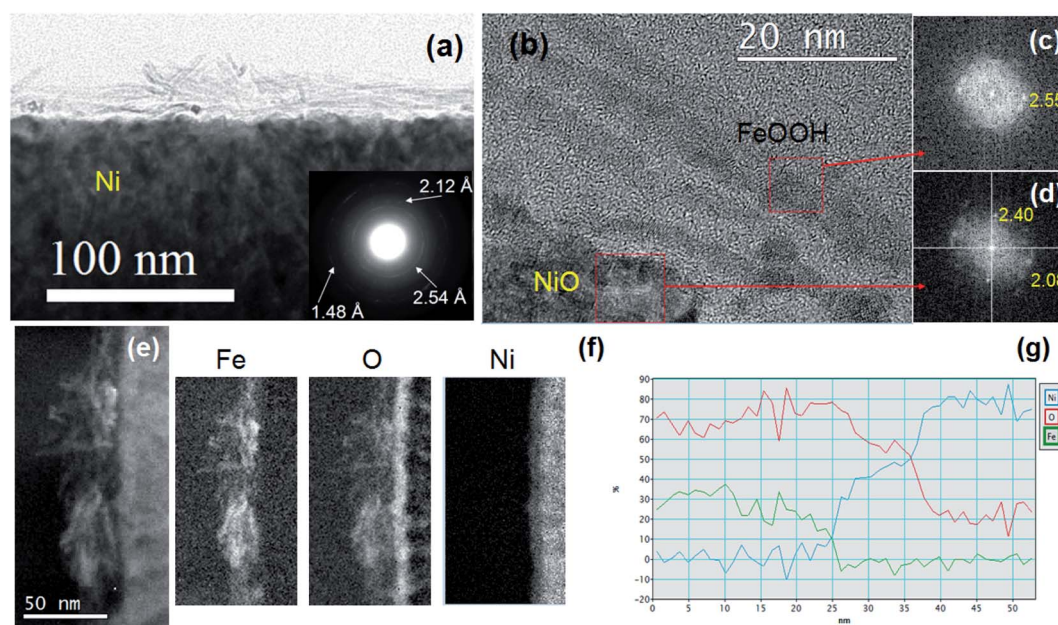 (a)
Ni
100 nm
2.12 Å
1.48 Å
2.54 Å
(b)
20 nm
FeOOH
NiO
(c)
2.55
(d)
2.40
2.08
(e)
50 nm
Fe
O
Ni
(f)
(g)
90
80
70
60
50
40
30
20
10
0
-10
-20
%
0 5 10 15 20 25 30 35 40 45 50
nm
Ni
O
Fe